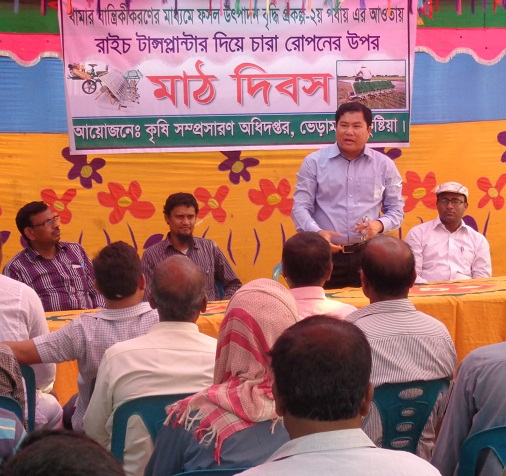 খামার যান্ত্রিকীকরণের মাধ্যমে ফসল উৎপাদন বৃদ্ধি প্রকল্প-২য় পর্যায় এর আওতায়
রাইচ ট্রান্সপ্লান্টার দিয়ে চারা রোপনের উপর
মাঠ দিবস
আয়োজনেঃ কৃষি সম্প্রসারণ অধিদপ্তর, ভেড়াম